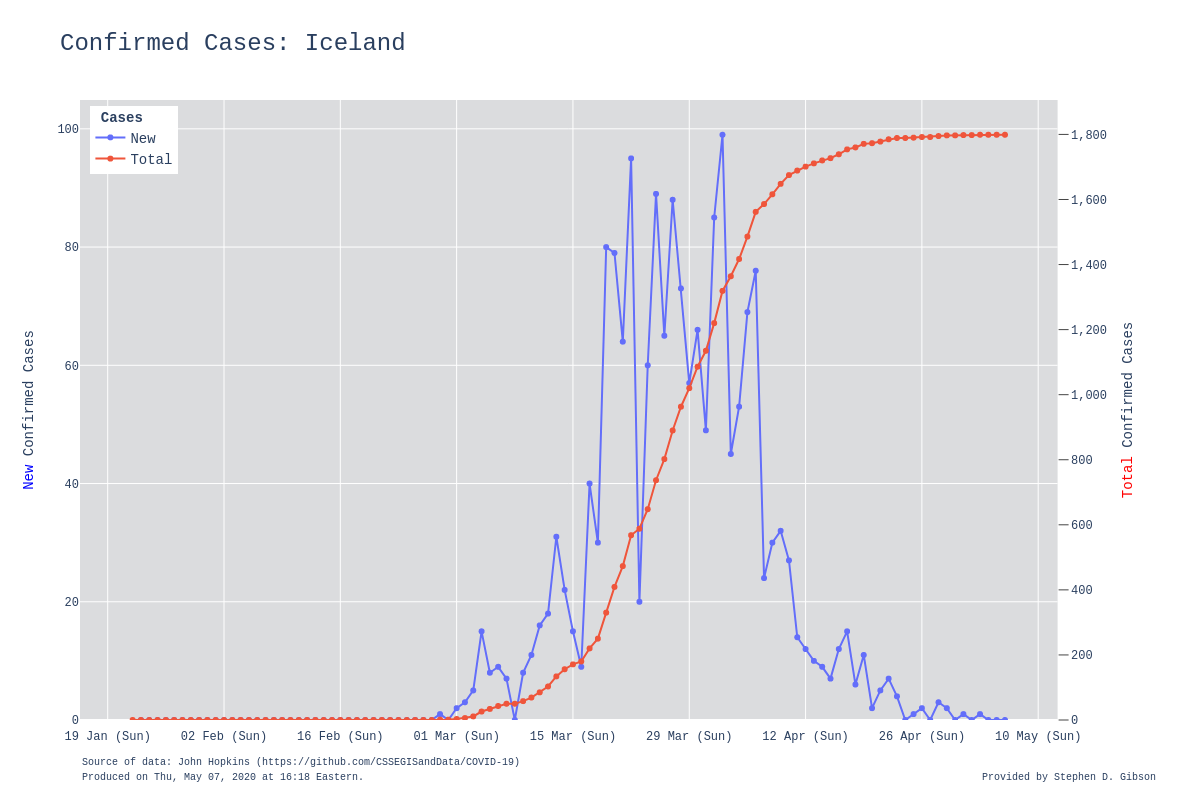 Confirmed Cases: Iceland
Cases
New
Total
100
80
60
40
20
0
1,800
1,600
1,400
1,200
1,000
800
600
400
200
0
New Confirmed Cases
Total Confirmed Cases
19 Jan (Sun) 02 Feb (Sun) 16 Feb (Sun) 01 Mar (Sun) 15 Mar (Sun) 29 Mar (Sun) 12 Apr (Sun) 26 Apr (Sun) 10 May (Sun)
Source of data: John Hopkins (https://github.com/CSSEGISandData/COVID-19)
Produced on Thu, May 07, 2020 at 16:18 Eastern.
Provided by Stephen D. Gibson